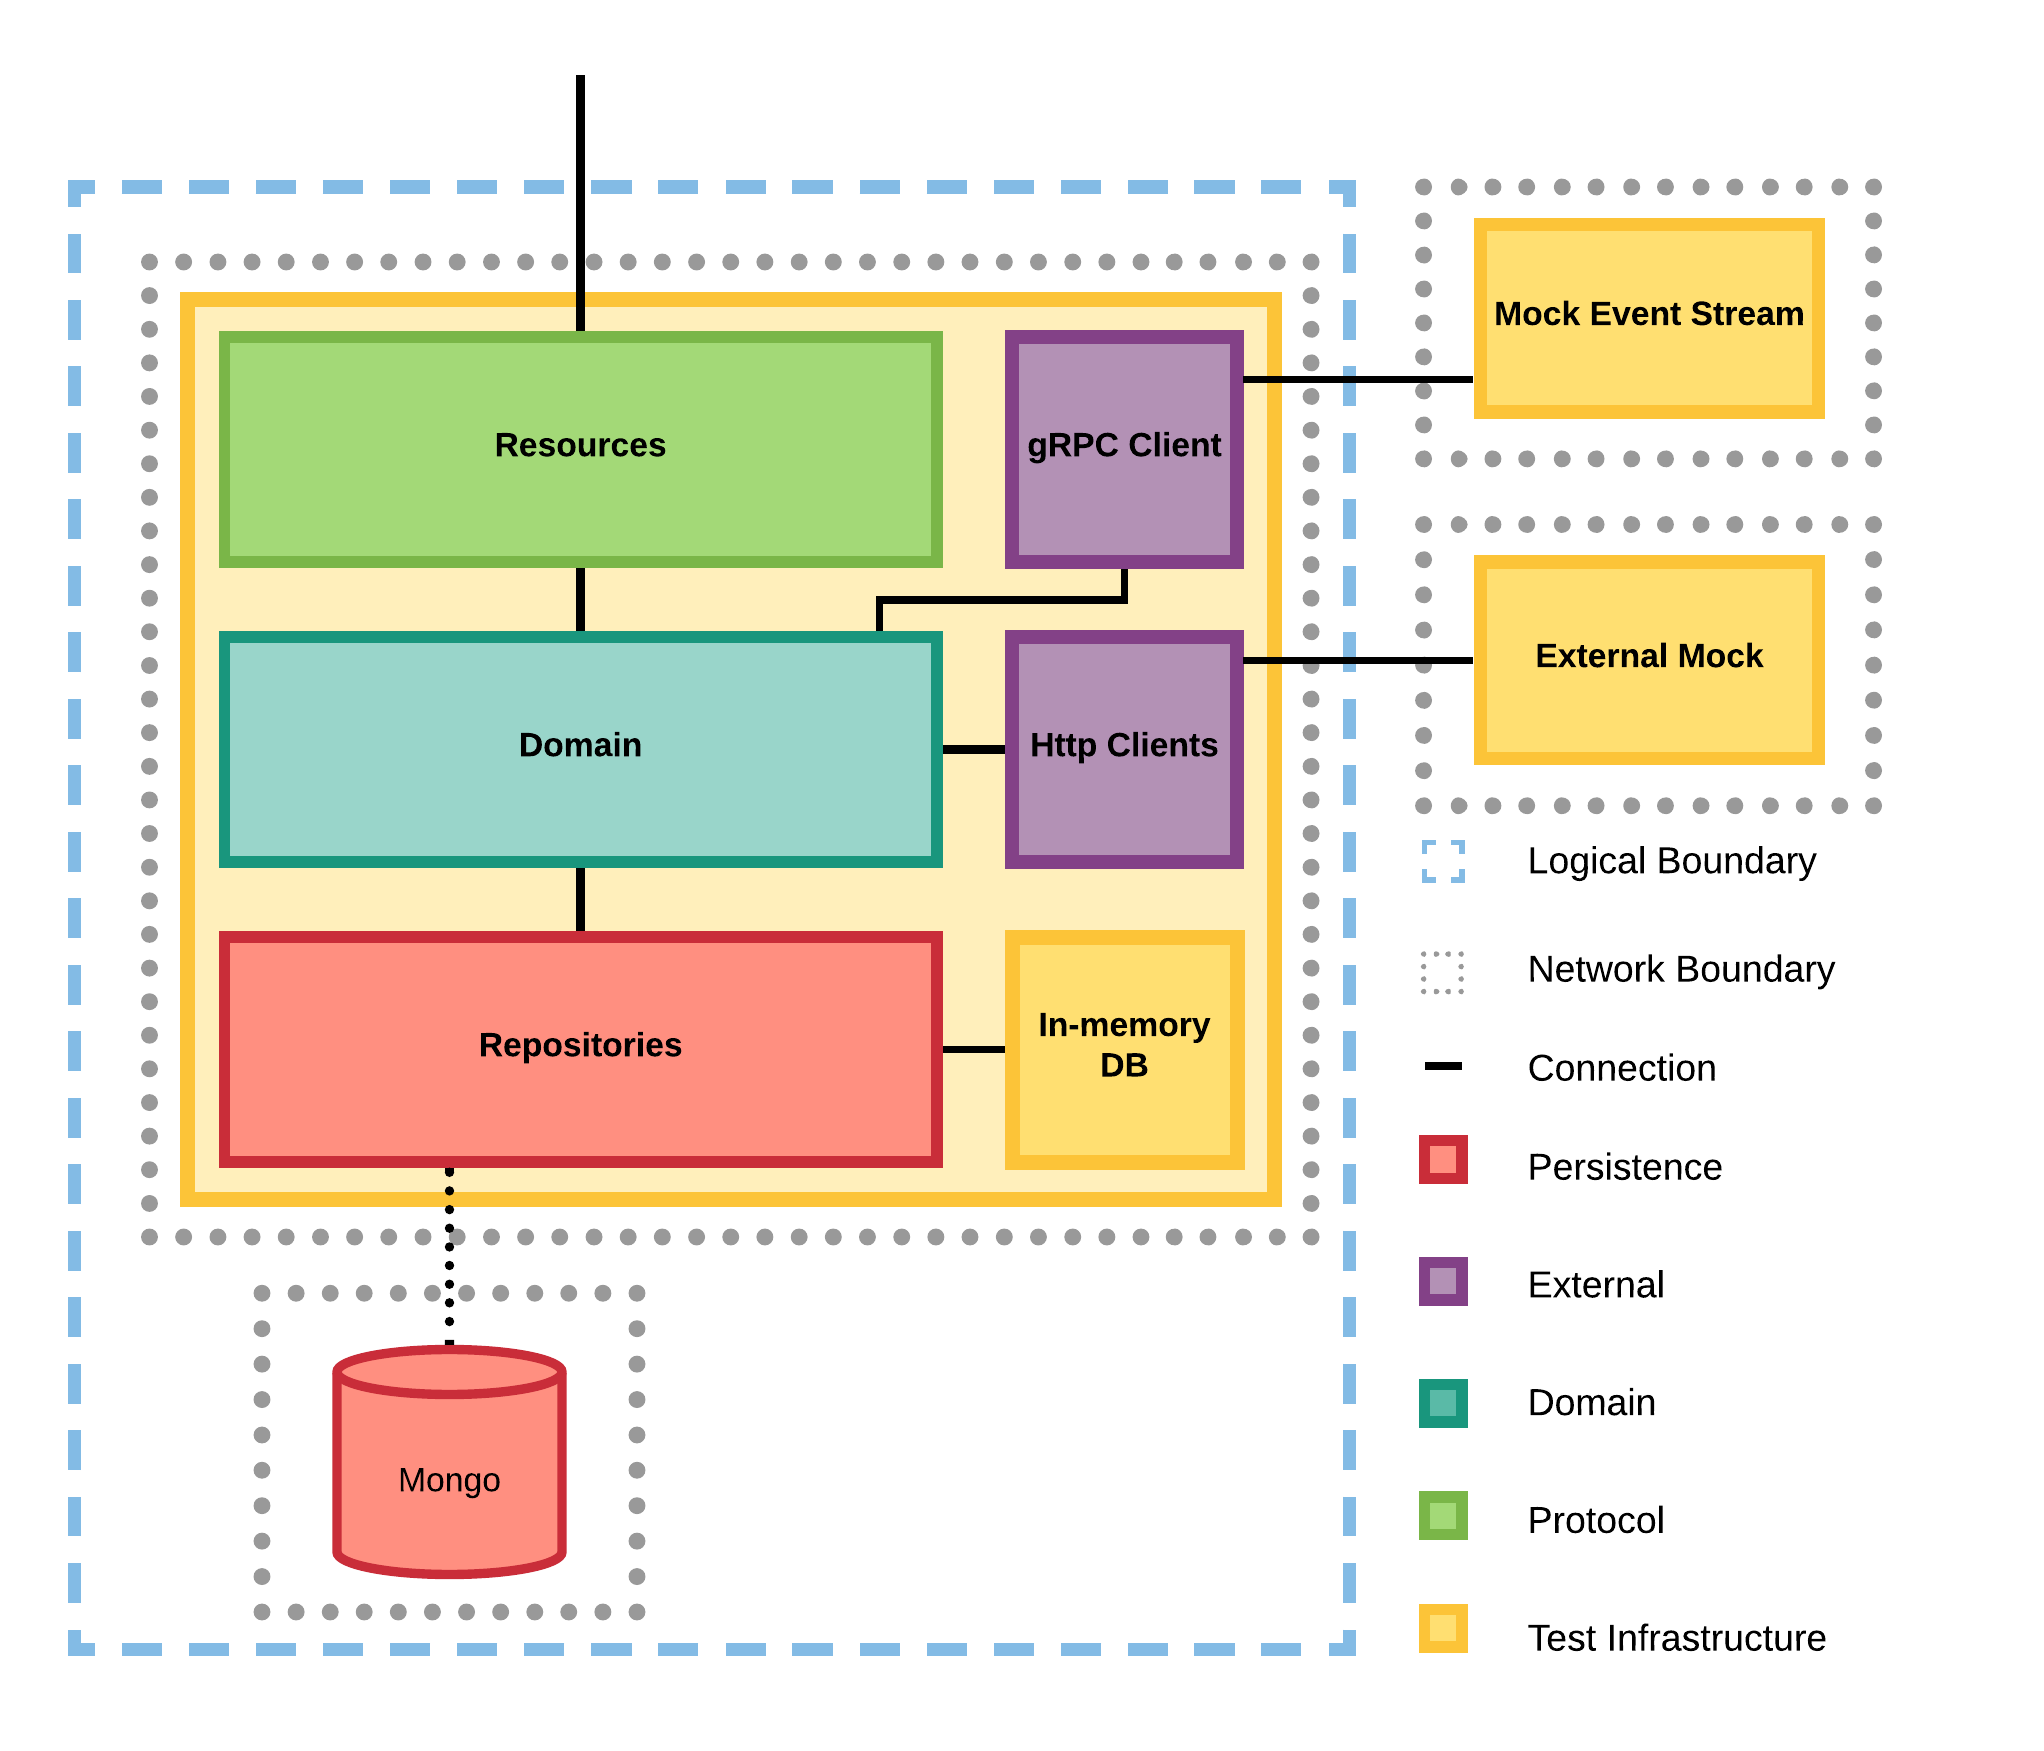 Mock Event Stream
Resources
gRPC Client
External Mock
Domain
Http Clients
Repositories
In-memory
DB
Mongo
Logical Boundary
Network Boundary
Connection
Persistence
External
Domain
Protocol
Test Infrastructure